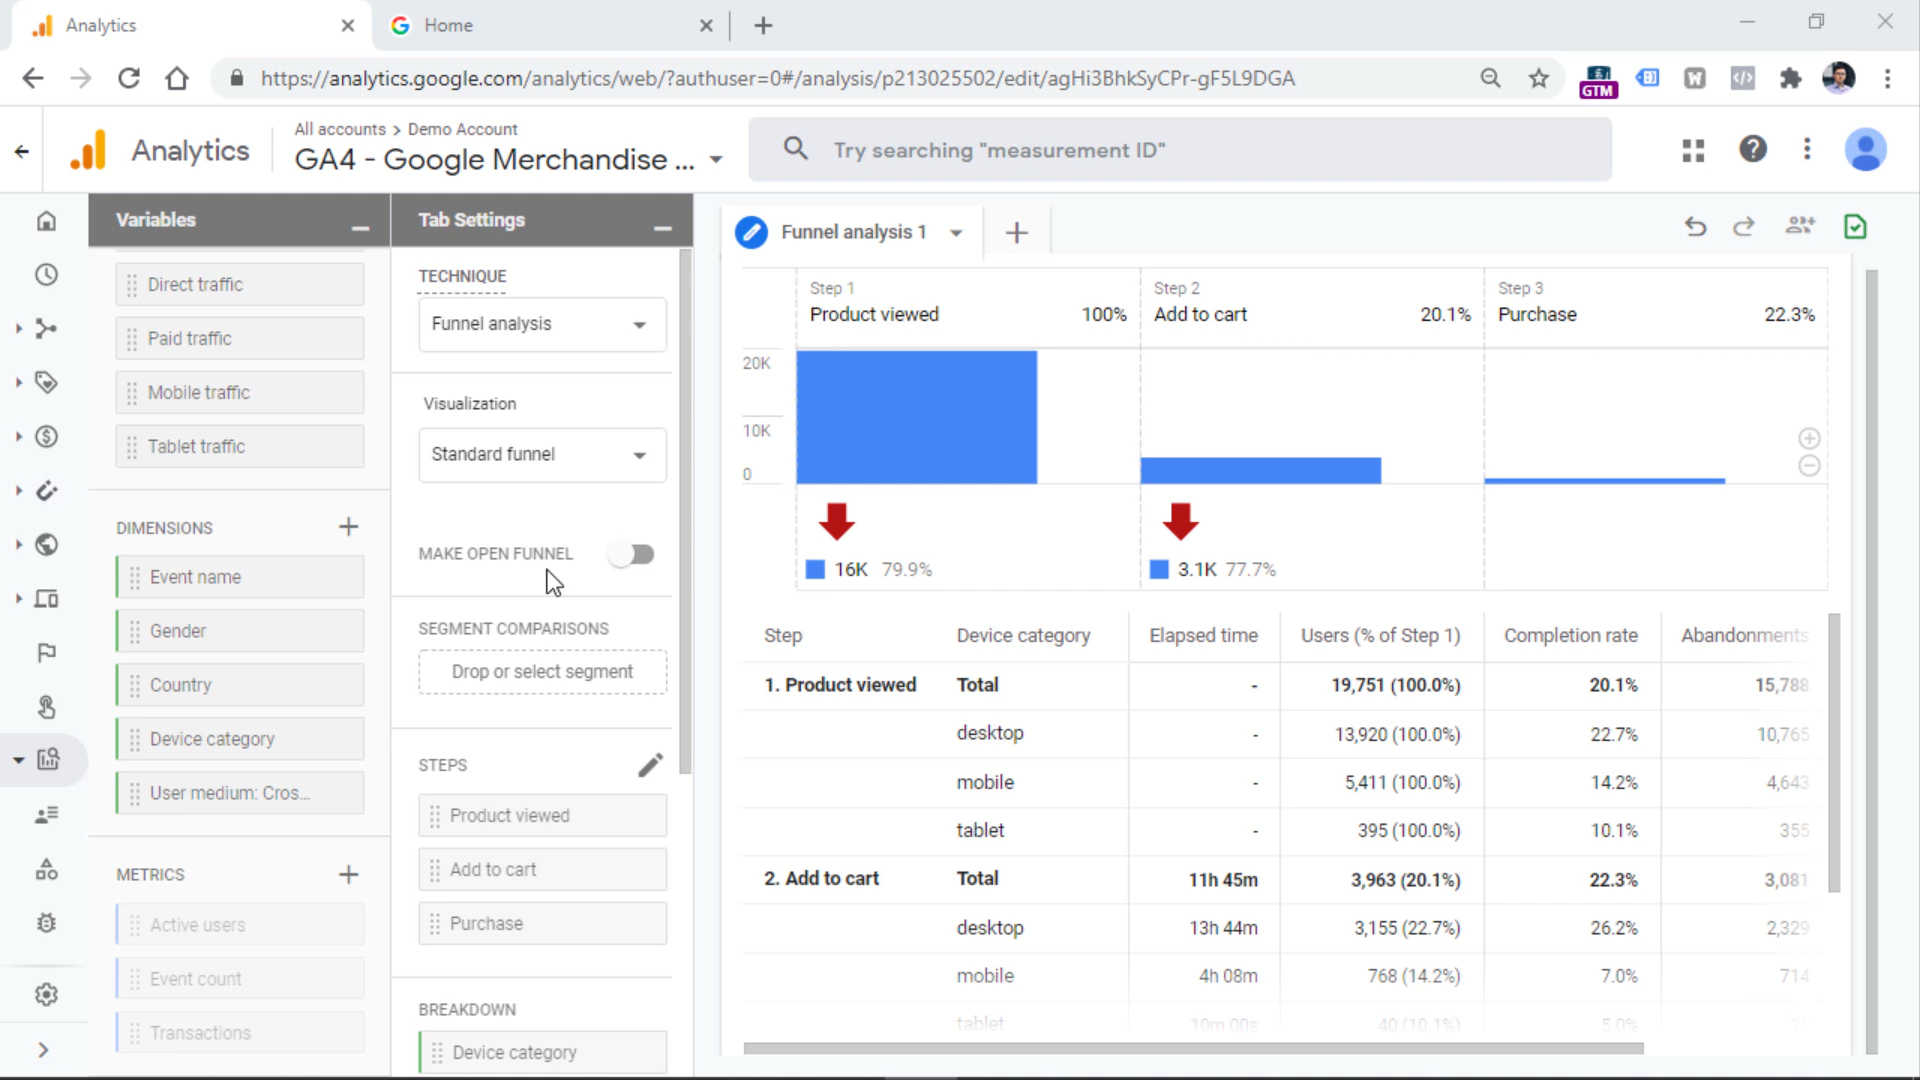 Analytics
Home
https://analytics.google.com/analytics/web/?authuser=0#/analysis/p213025502/edit/agHi3BhkSyCPr-gF5L9DGA
GTM
Analytics
All accounts > Demo Account
GA4 - Google Merchandise ...
Try searching "measurement ID"
Variables
Direct traffic
Paid traffic
Mobile traffic
Tablet traffic
DIMENSIONS
Event name
Gender
Country
Device category
User medium: Cros...
METRICS
Active users
Event count
Transactions
Tab Settings
TECHNIQUE
Funnel analysis
Visualization
Standard funnel
MAKE OPEN FUNNEL
SEGMENT COMPARISONS
Drop or select segment
STEPS
Product viewed
Add to cart
Purchase
BREAKDOWN
Device category
Funnel analysis 1
Step 1
Product viewed 100%
Step 2
Add to cart 20.1%
Step 3
Purchase 22.3%
20K
10K
0
16K 79.9%
3.1K 77.7%
Step Device category Elapsed time Users (% of Step 1) Completion rate Abandonments
1. Product viewed Total - 19,751 (100.0%) 20.1% 15,788
desktop - 13,920 (100.0%) 22.7% 10,765
mobile - 5,411 (100.0%) 14.2% 4,643
tablet - 395 (100.0%) 10.1% 355
2. Add to cart Total 11h 45m 3,963 (20.1%) 22.3% 3,081
desktop 13h 44m 3,155 (22.7%) 26.2% 2,329
mobile 4h 08m 768 (14.2%) 7.0% 714
tablet 10m 00s 40 (10.1%) 5.0%